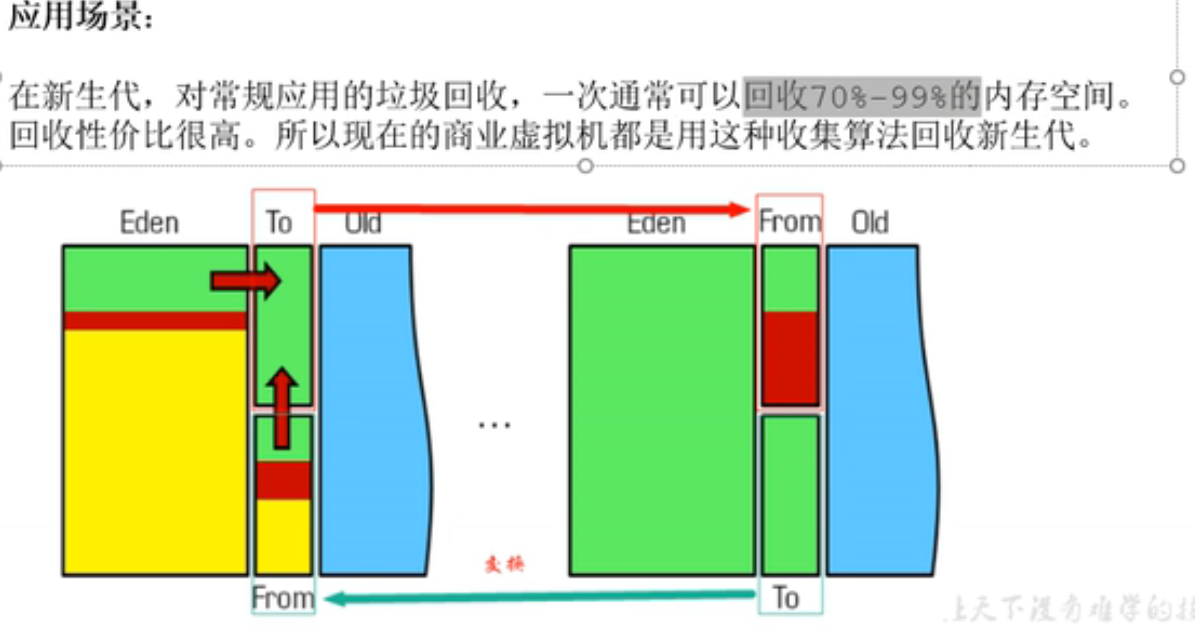 应用场景：
在新生代，对常规应用的垃圾回收，一次通常可以回收70%-99%的内存空间。
回收性价比很高。所以现在的商业虚拟机都是用这种收集算法回收新生代。
Eden To Old Eden From Old
...
变换
From To
上天下没有难学的技